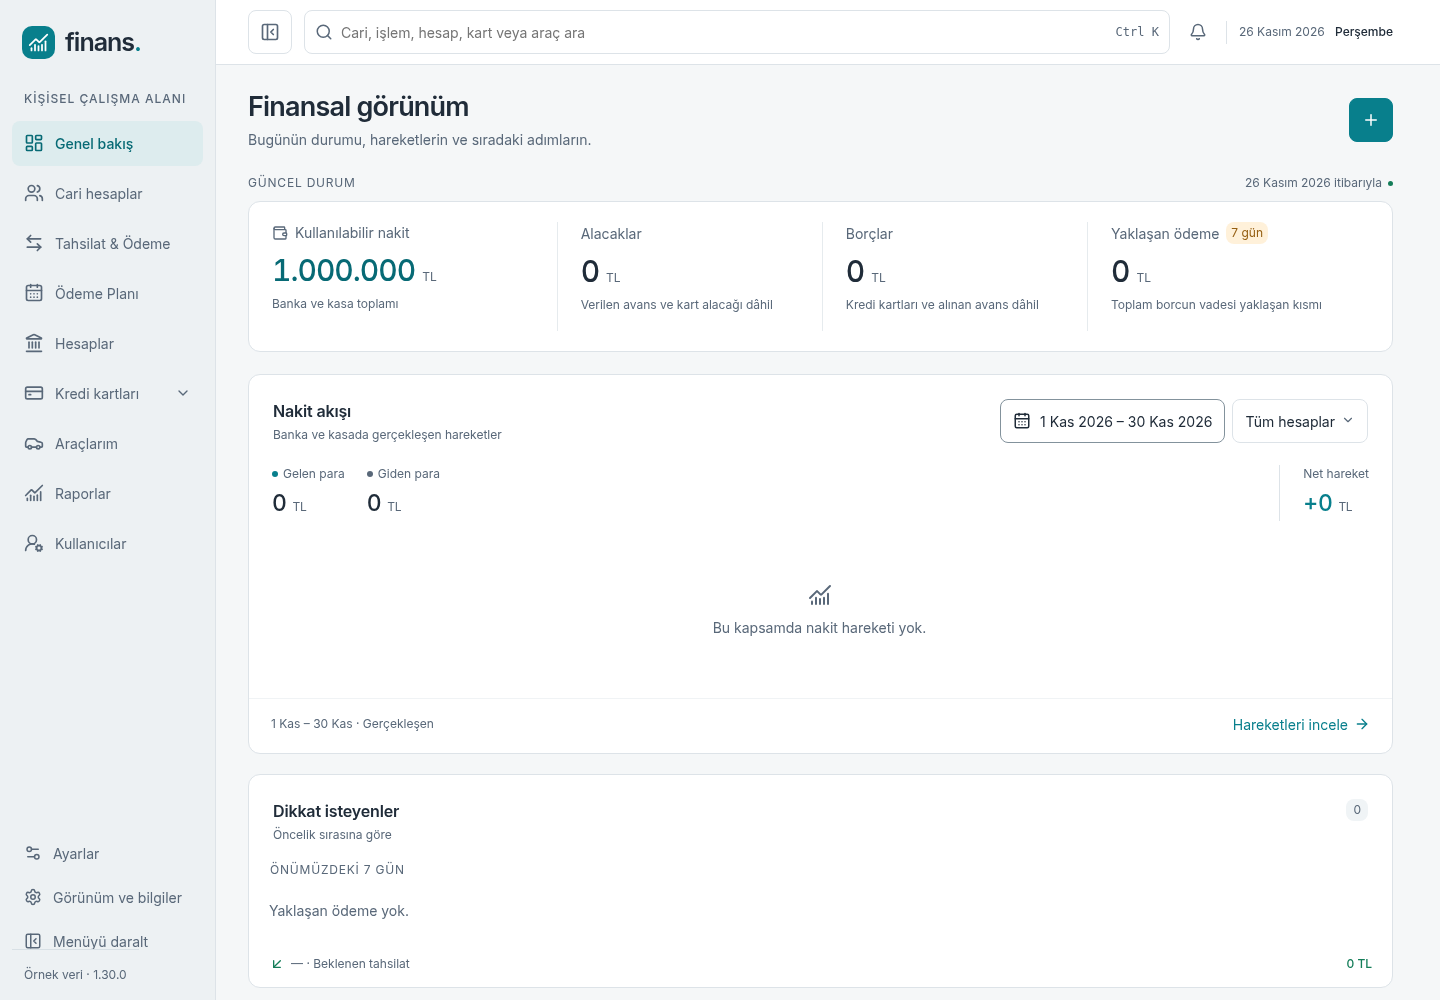 finans.
KİŞİSEL ÇALIŞMA ALANI
Genel bakış
Cari hesaplar
Tahsilat & Ödeme
Ödeme Planı
Hesaplar
Kredi kartları
Araçlarım
Raporlar
Kullanıcılar
Ayarlar
Görünüm ve bilgiler
Menüyü daralt
Örnek veri · 1.30.0
Cari, işlem, hesap, kart veya araç ara
Ctrl K
26 Kasım 2026 Perşembe
Finansal görünüm
Bugünün durumu, hareketlerin ve sıradaki adımların.
GÜNCEL DURUM
26 Kasım 2026 itibarıyla
Kullanılabilir nakit
1.000.000 TL
Banka ve kasa toplamı
Alacaklar
0 TL
Verilen avans ve kart alacağı dâhil
Borçlar
0 TL
Kredi kartları ve alınan avans dâhil
Yaklaşan ödeme 7 gün
0 TL
Toplam borcun vadesi yaklaşan kısmı
Nakit akışı
Banka ve kasada gerçekleşen hareketler
1 Kas 2026 – 30 Kas 2026
Tüm hesaplar
Gelen para
0 TL
Giden para
0 TL
Net hareket
+0 TL
Bu kapsamda nakit hareketi yok.
1 Kas – 30 Kas · Gerçekleşen
Hareketleri incele
Dikkat isteyenler
0
Öncelik sırasına göre
ÖNÜMÜZDEKİ 7 GÜN
Yaklaşan ödeme yok.
— · Beklenen tahsilat
0 TL